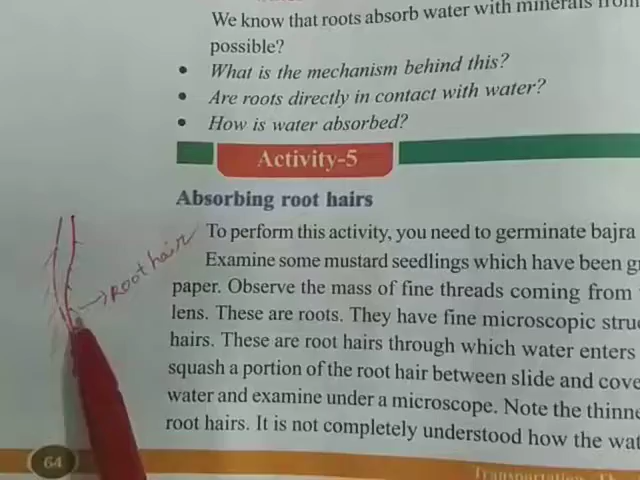 We know that roots absorb water with minerals from
possible?
• What is the mechanism behind this?
• Are roots directly in contact with water?
• How is water absorbed?
Activity-5
Absorbing root hairs
To perform this activity, you need to germinate bajra
Examine some mustard seedlings which have been
paper. Observe the mass of fine threads coming from
lens. These are roots. They have fine microscopic
hairs. These are root hairs through which water enters
squash a portion of the root hair between slide and
water and examine under a microscope. Note the
root hairs. It is not completely understood how the
root hair
64